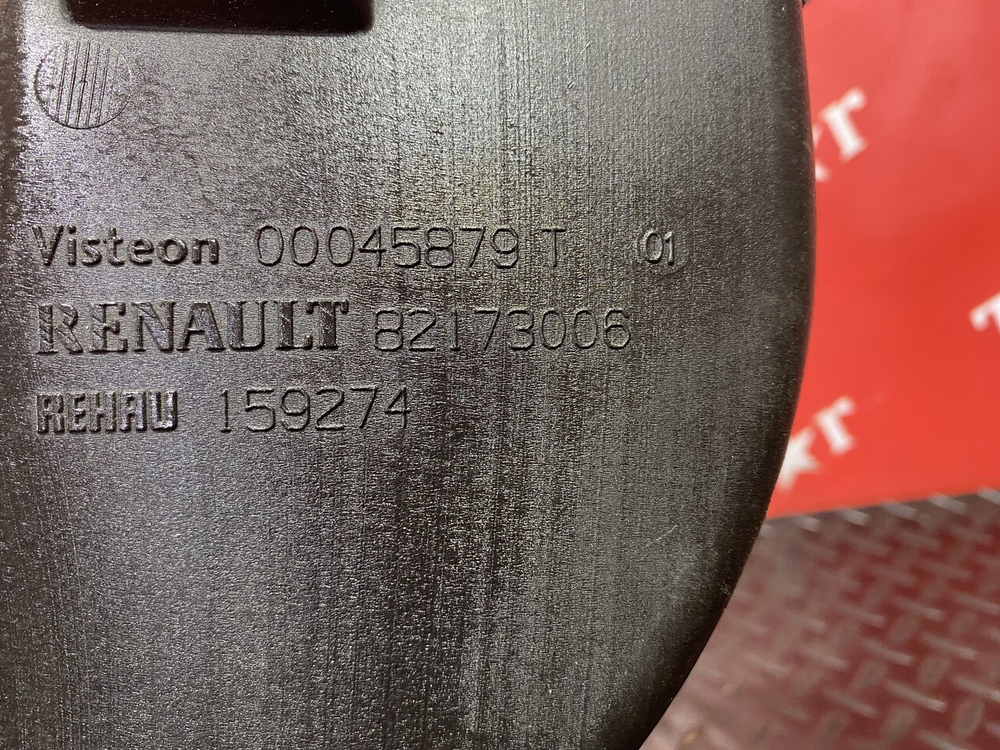 Visteon 00045879 T 01
RENAULT 82173006
REHAU 159274